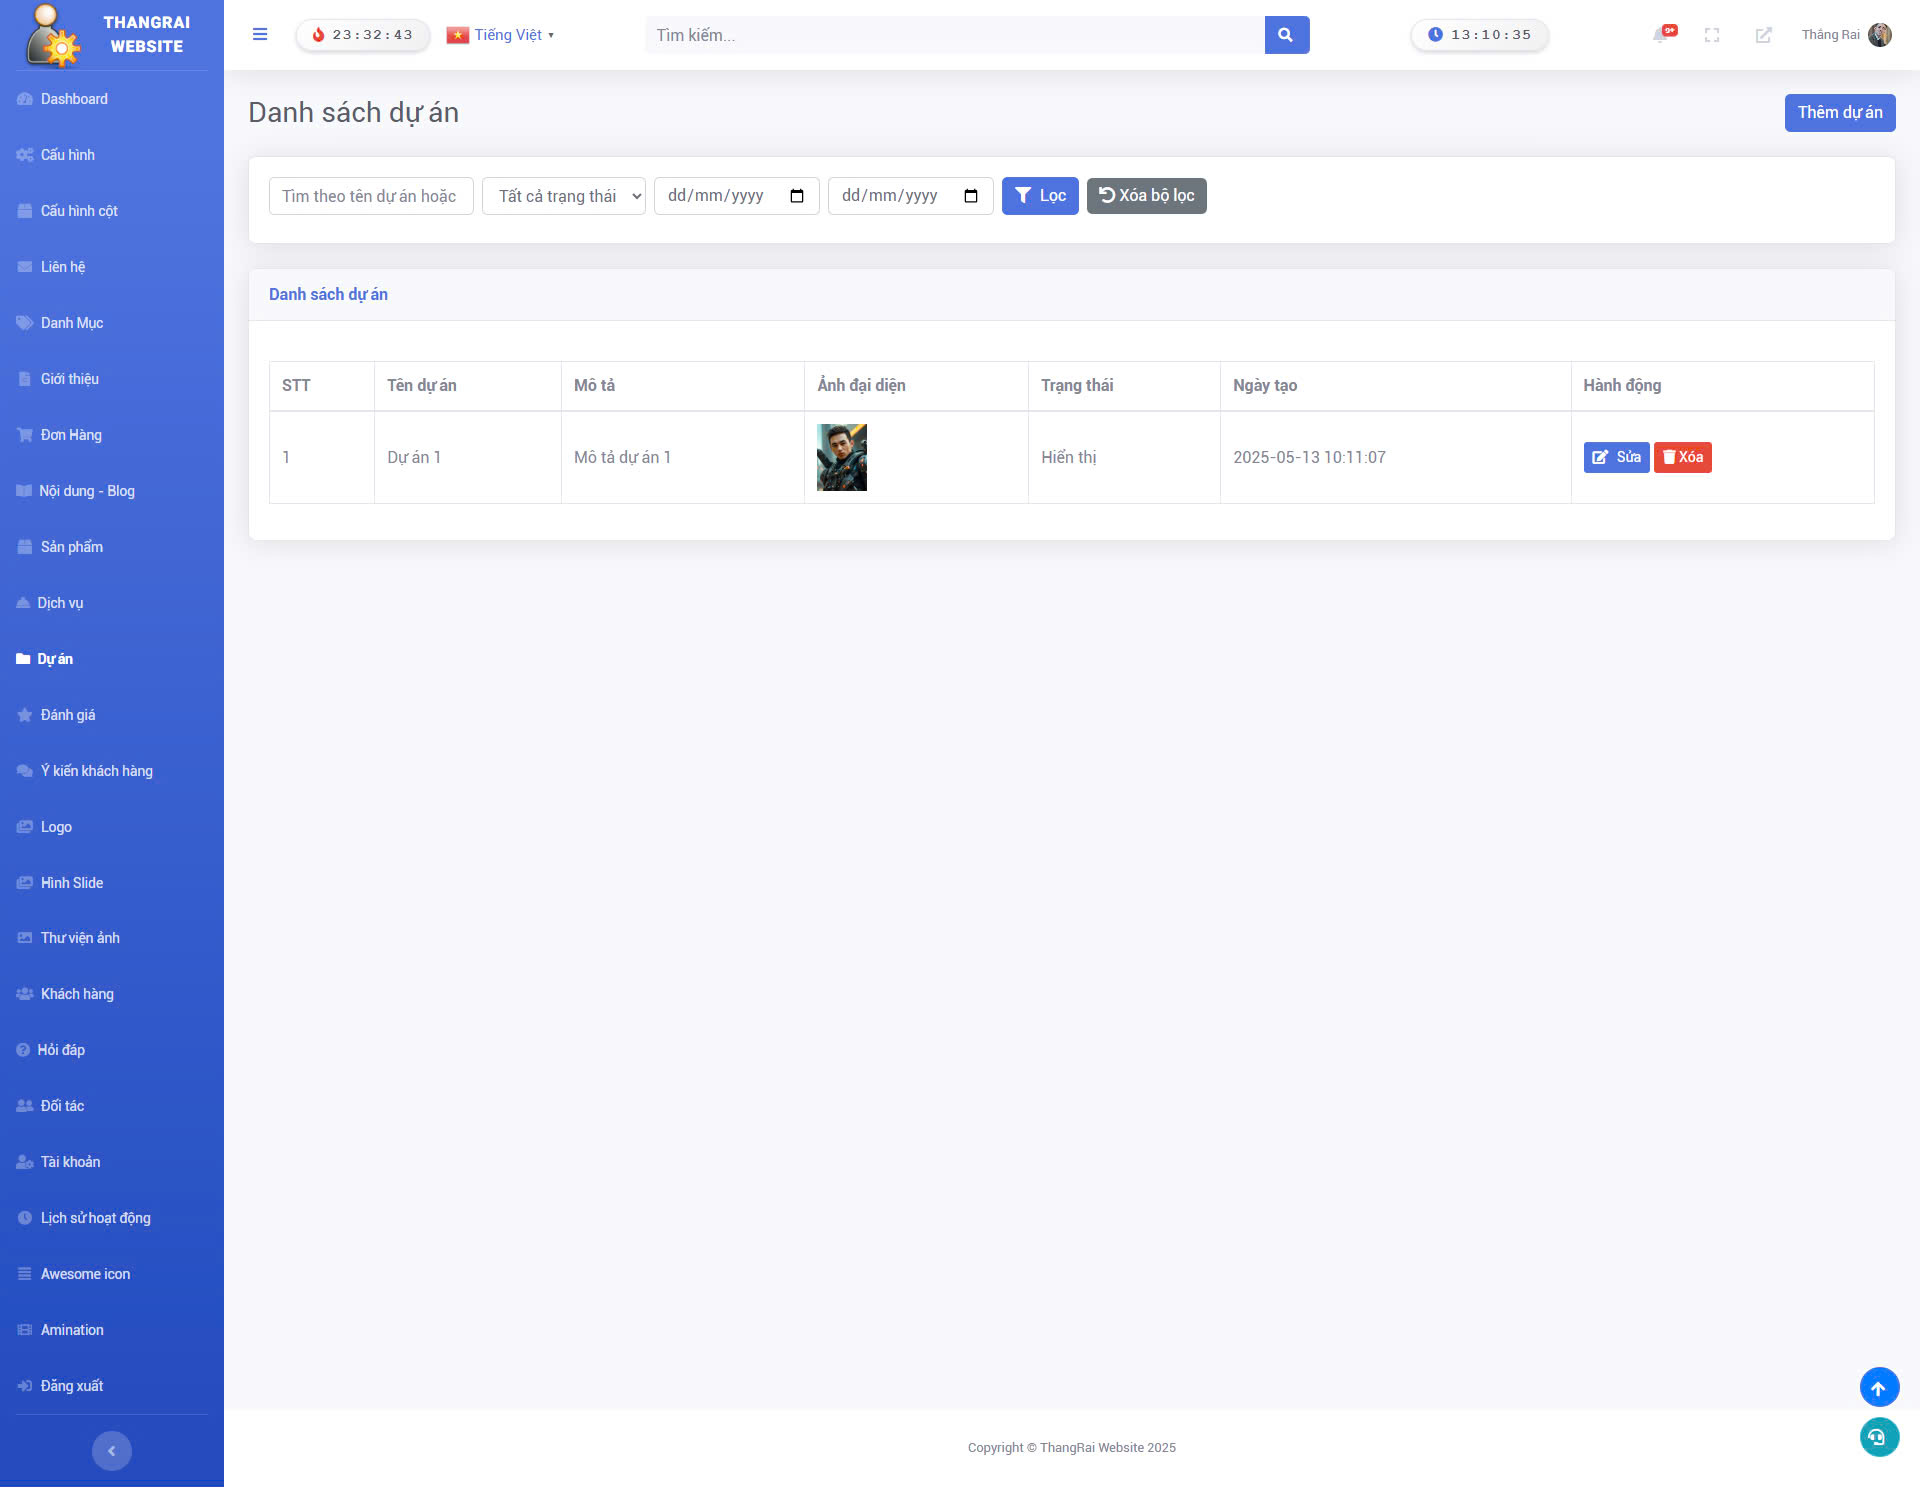 THANGRAI
WEBSITE
Dashboard
Cấu hình
Cấu hình cột
Liên hệ
Danh Mục
Giới thiệu
Đơn Hàng
Nội dung - Blog
Sản phẩm
Dịch vụ
Dự án
Đánh giá
Ý kiến khách hàng
Logo
Hình Slide
Thư viện ảnh
Khách hàng
Hỏi đáp
Đối tác
Tài khoản
Lịch sử hoạt động
Awesome icon
Amination
Đăng xuất
23:32:43
Tiếng Việt
Tìm kiếm...
13:10:35
9+
Thăng Rai
Danh sách dự án
Thêm dự án
Tìm theo tên dự án hoặc
Tất cả trạng thái
dd/mm/yyyy
dd/mm/yyyy
Lọc
Xóa bộ lọc
Danh sách dự án
STT Tên dự án Mô tả Ảnh đại diện Trạng thái Ngày tạo Hành động
1 Dự án 1 Mô tả dự án 1 Hiển thị 2025-05-13 10:11:07 Sửa Xóa
Copyright © ThangRai Website 2025